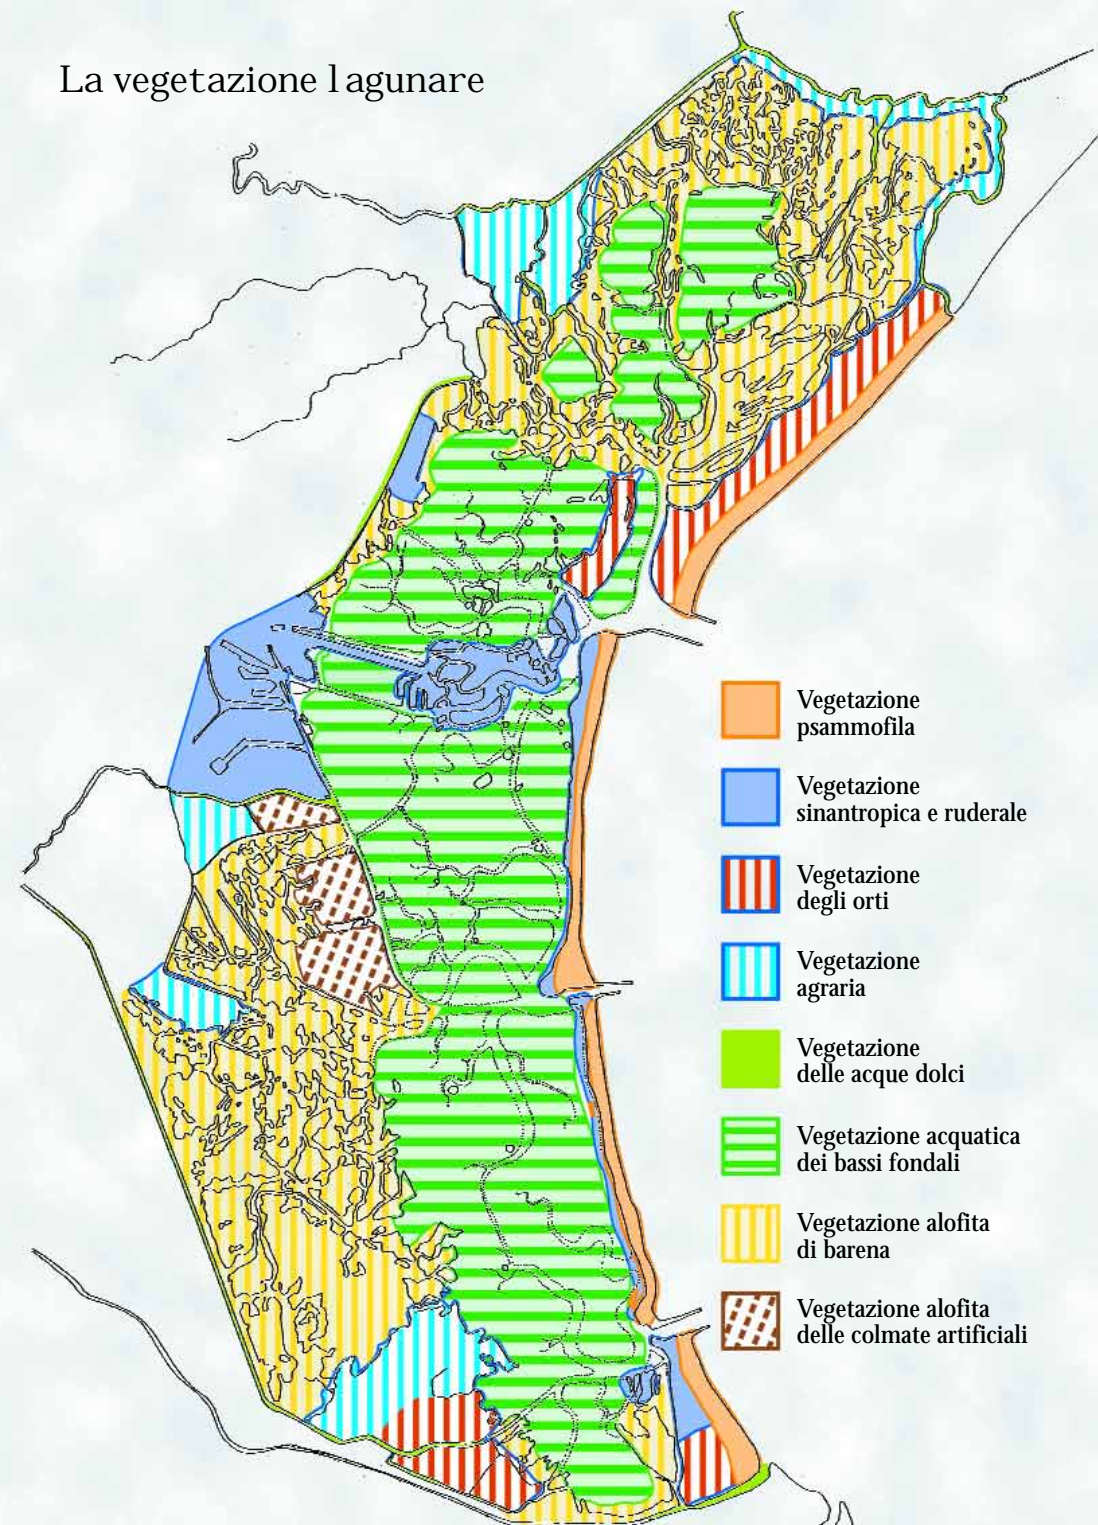 La vegetazione lagunare
Vegetazione
psammofila
Vegetazione
sinantropica e ruderale
Vegetazione
degli orti
Vegetazione
agraria
Vegetazione
delle acque dolci
Vegetazione acquatica
dei bassi fondali
Vegetazione alofita
di barena
Vegetazione alofita
delle colmate artificiali